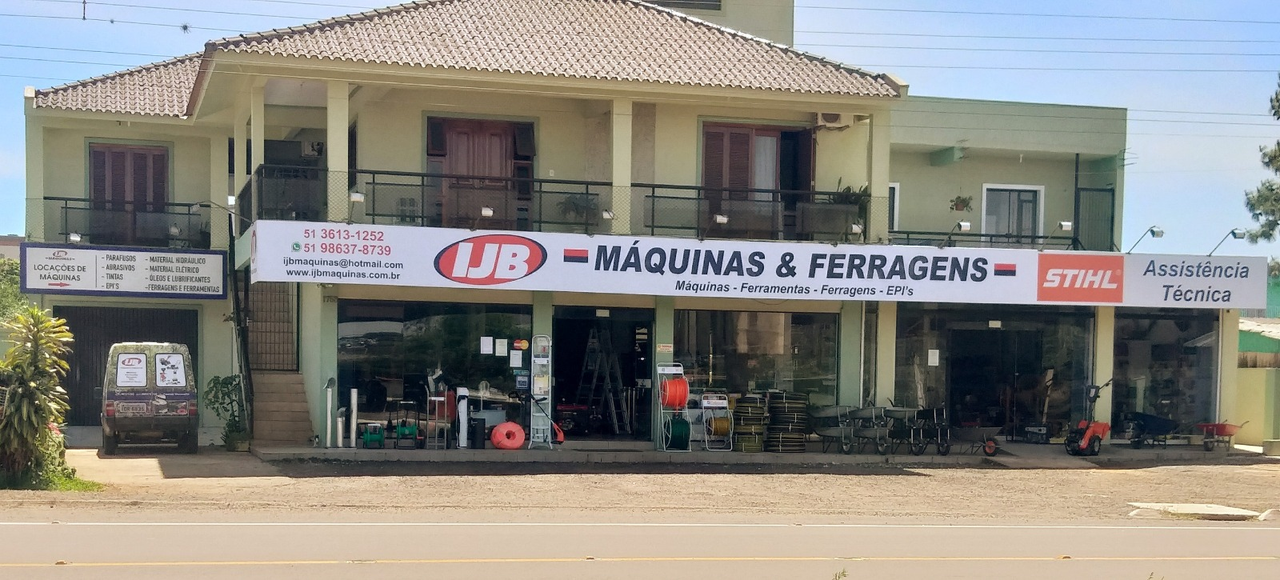 51 3613-1252
51 98637-8739
ijbmaquinas@hotmail.com
www.ijbmaquinas.com.br
IJB
MÁQUINAS & FERRAGENS
Máquinas - Ferramentas - Ferragens - EPI's
STIHL
Assistência
Técnica
LOCAÇÕES DE
MÁQUINAS
- PARAFUSOS
- ABRASIVOS
- TINTAS
- EPI'S
- MATERIAL HIDRÁULICO
- MATERIAL ELÉTRICO
- ÓLEOS E LUBRIFICANTES
- FERRAGENS E FERRAMENTAS